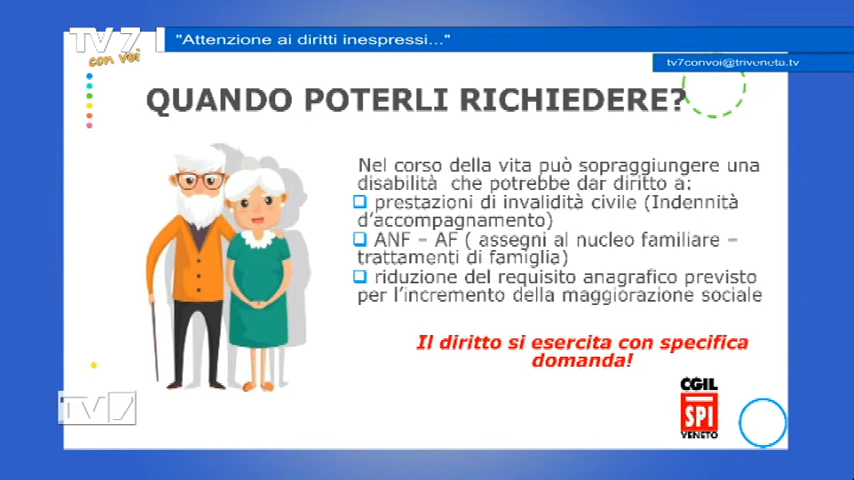 TV7
con voi
"Attenzione ai diritti inespressi..."
tv7convoi@triveneta.tv
QUANDO POTERLI RICHIEDERE?
Nel corso della vita può sopraggiungere una
disabilità che potrebbe dar diritto a:
prestazioni di invalidità civile (Indennità
d'accompagnamento)
ANF – AF ( assegni al nucleo familiare –
trattamenti di famiglia)
riduzione del requisito anagrafico previsto
per l'incremento della maggiorazione sociale
Il diritto si esercita con specifica
domanda!
TV7
CGIL
SPI
VENETO